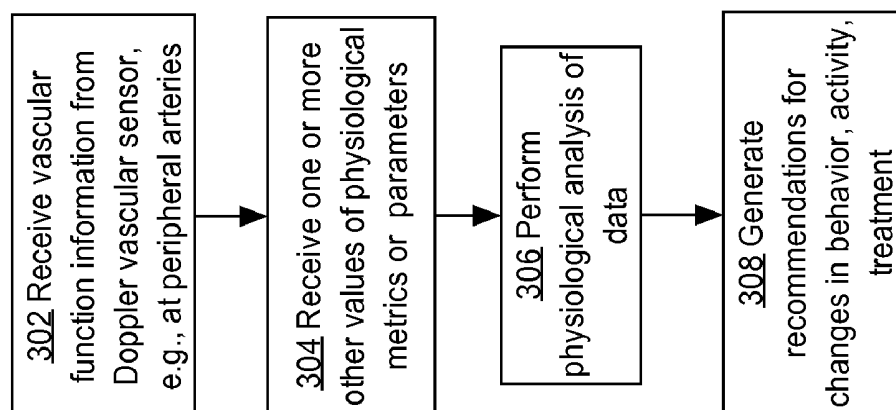 302 Receive vascular
function information from
Doppler vascular sensor,
e.g., at peripheral arteries
304 Receive one or more
other values of physiological
metrics or parameters
306 Perform
physiological analysis of
data
308 Generate
recommendations for
changes in behavior, activity,
treatment